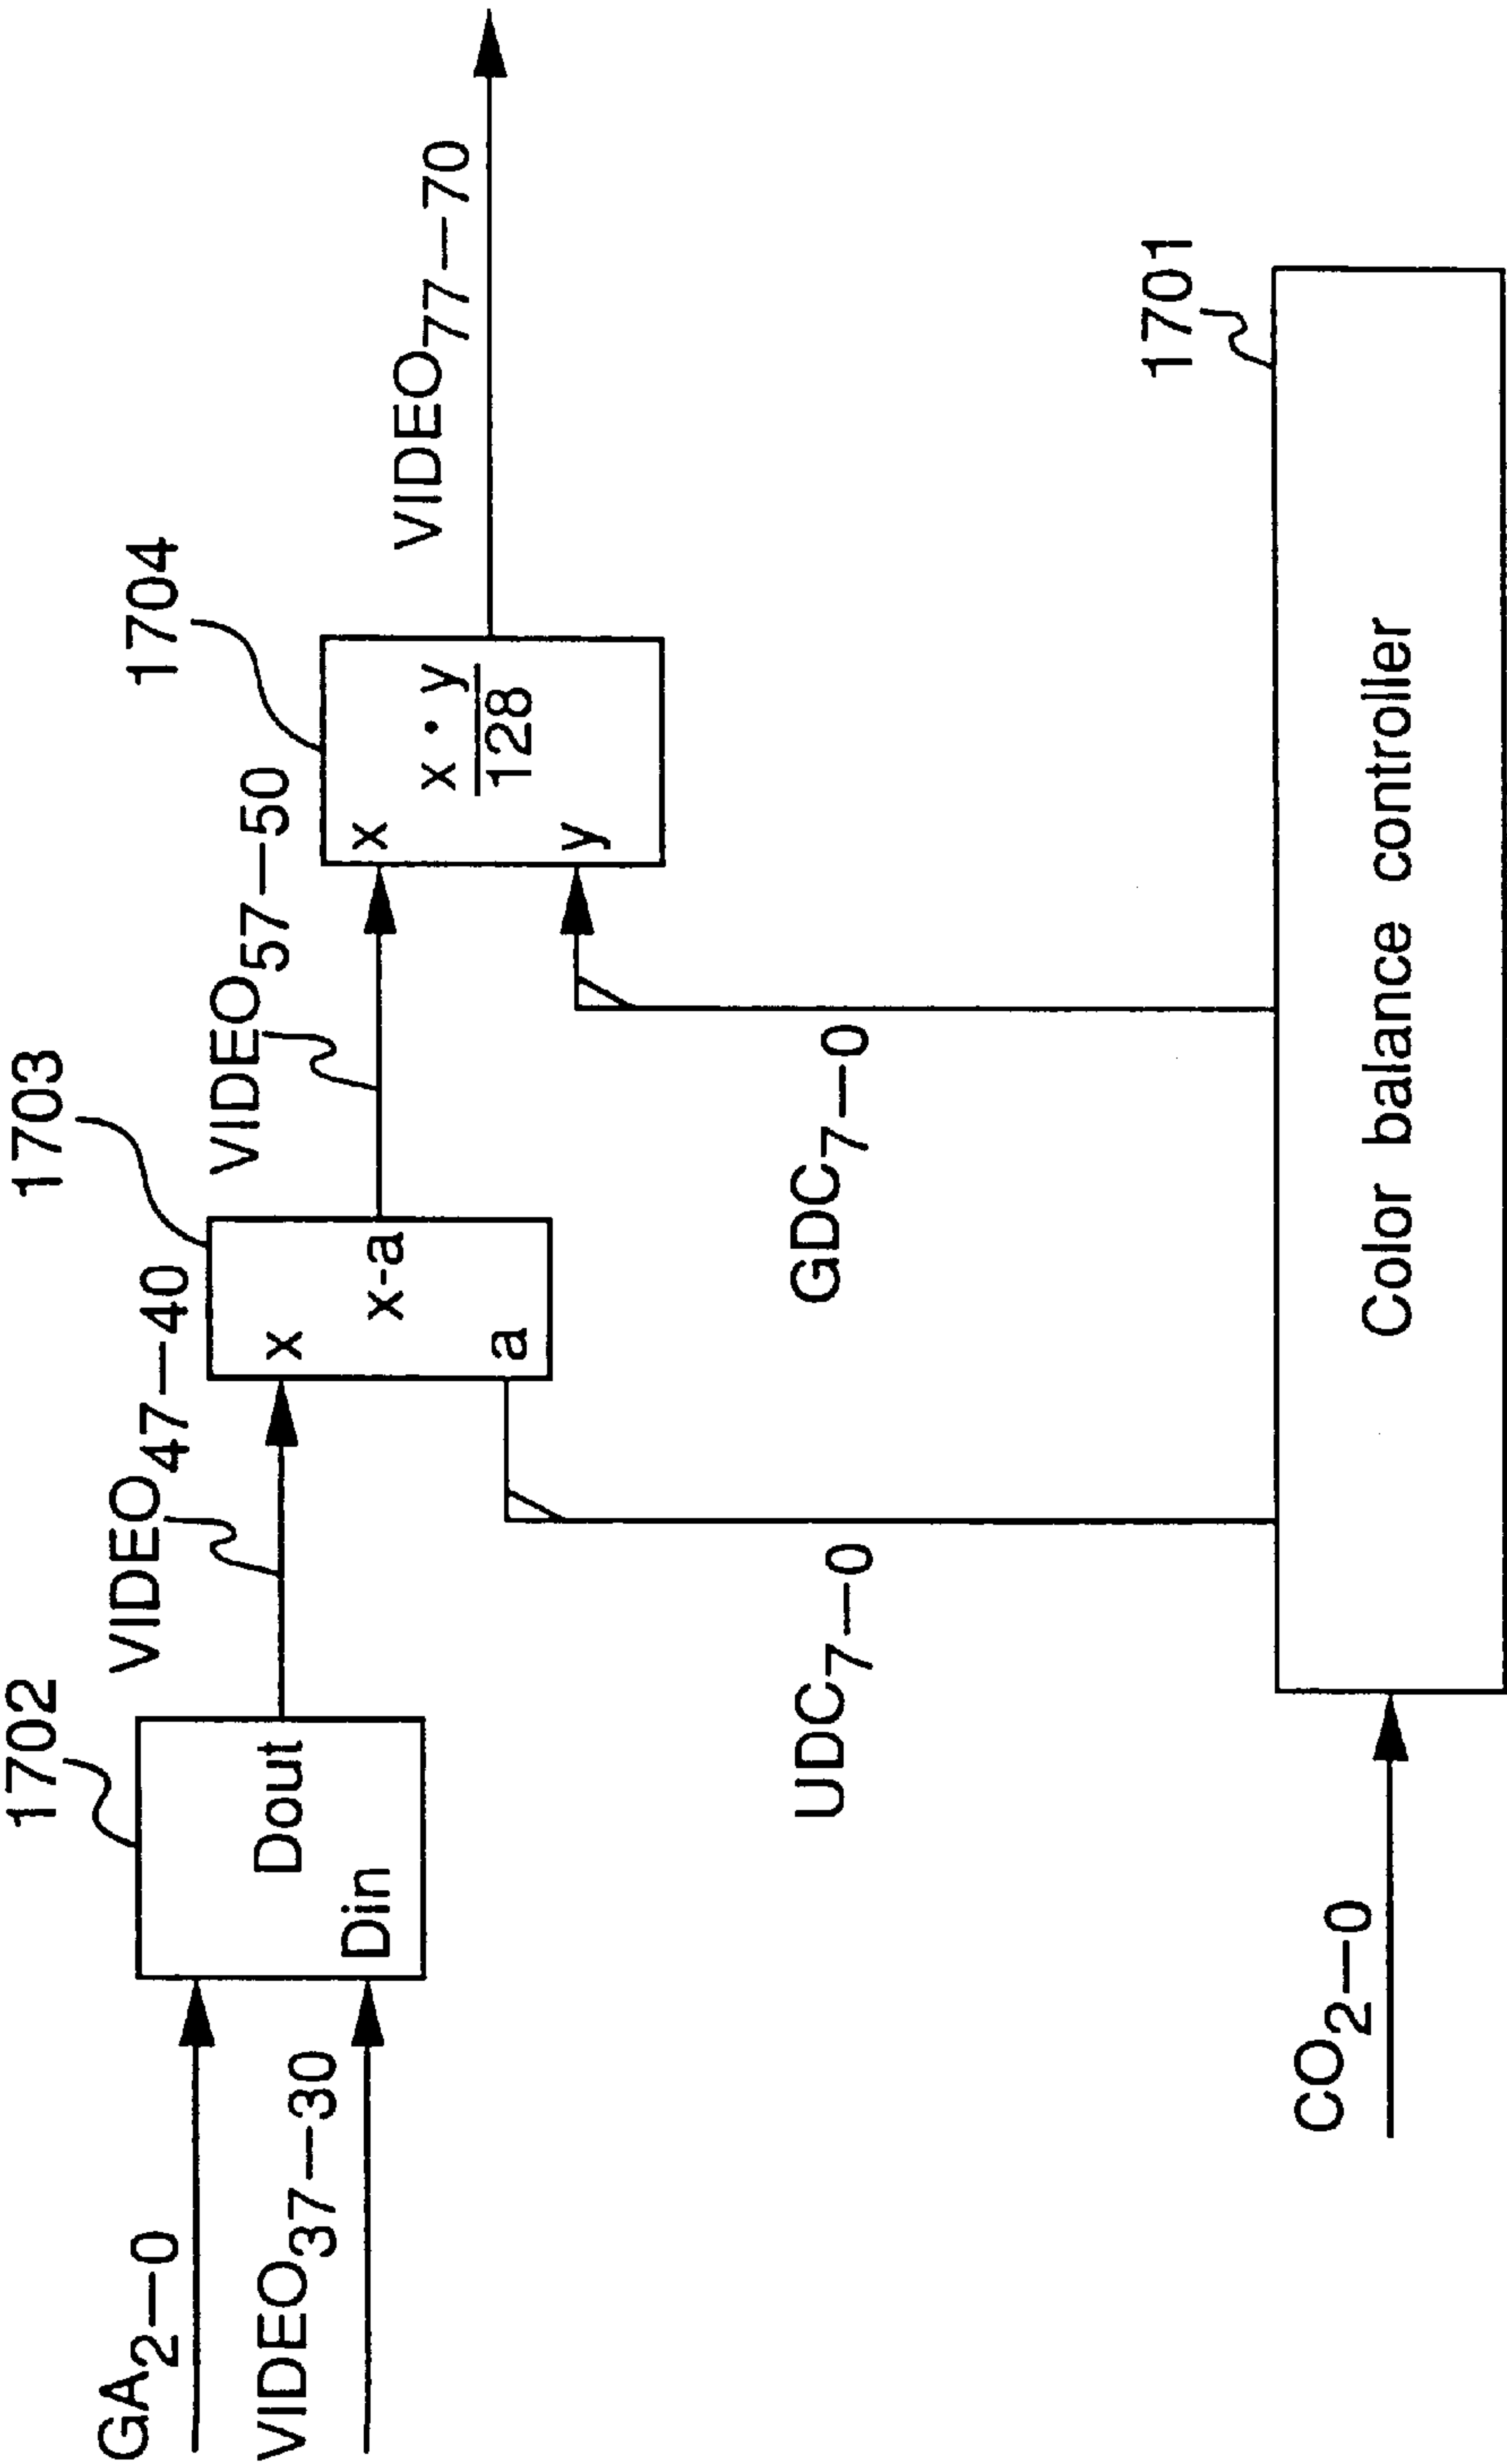 GA2–0
VIDEO37–30
1702
Dout
Din
VIDEO47–40
1703
x
x-a
a
VIDEO57–50
1704
x
x · y
128
y
VIDEO77–70
UDC7–0
GDC7–0
CO2–0
1701
Color balance controller